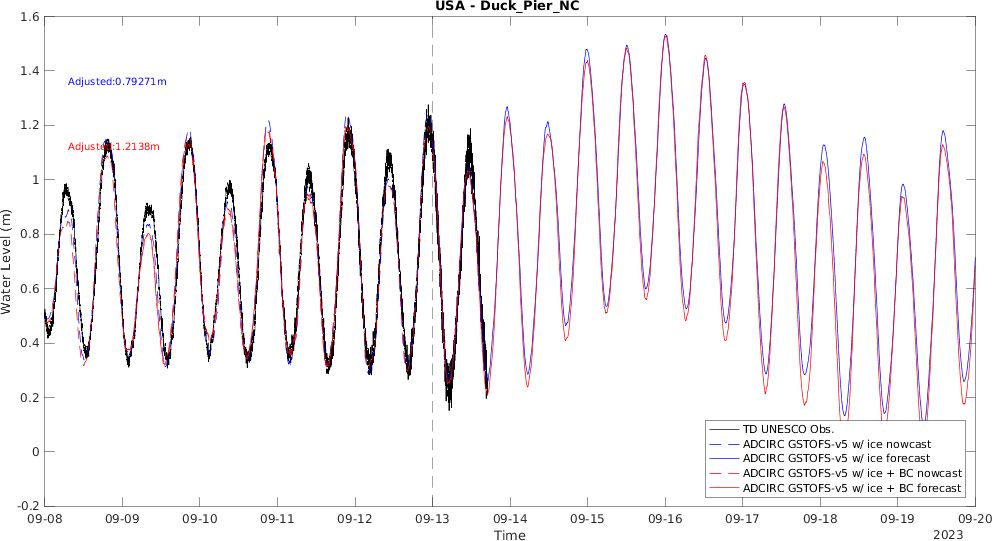 USA - Duck_Pier_NC
1.6
1.4
1.2
1
0.8
0.6
0.4
0.2
0
-0.2
Water Level (m)
Adjusted:0.79271m
Adjusted:1.2138m
TD UNESCO Obs.
ADCIRC GSTOFS-v5 w/ ice nowcast
ADCIRC GSTOFS-v5 w/ ice forecast
ADCIRC GSTOFS-v5 w/ ice + BC nowcast
ADCIRC GSTOFS-v5 w/ ice + BC forecast
09-08 09-09 09-10 09-11 09-12 09-13 09-14 09-15 09-16 09-17 09-18 09-19 09-20
Time
2023